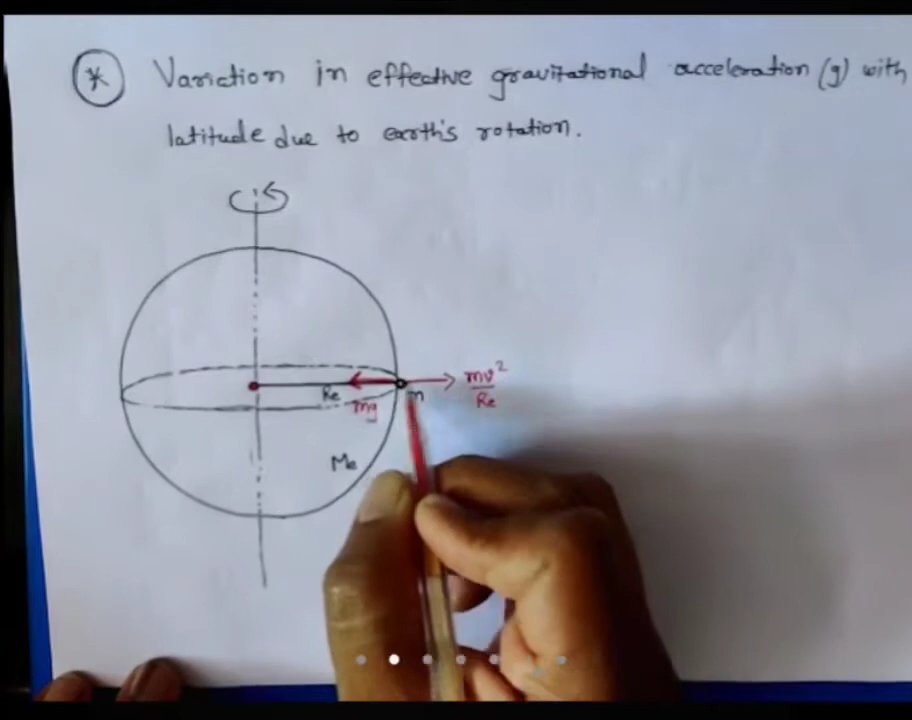 * Variation in effective gravitational acceleration (g) with
latitude due to earth's rotation.
mv²
Re
Re
m
mg
Me